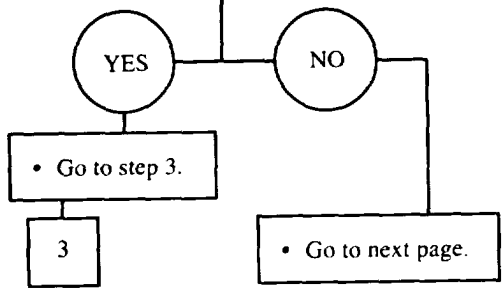 YES
NO
• Go to step 3.
3
• Go to next page.